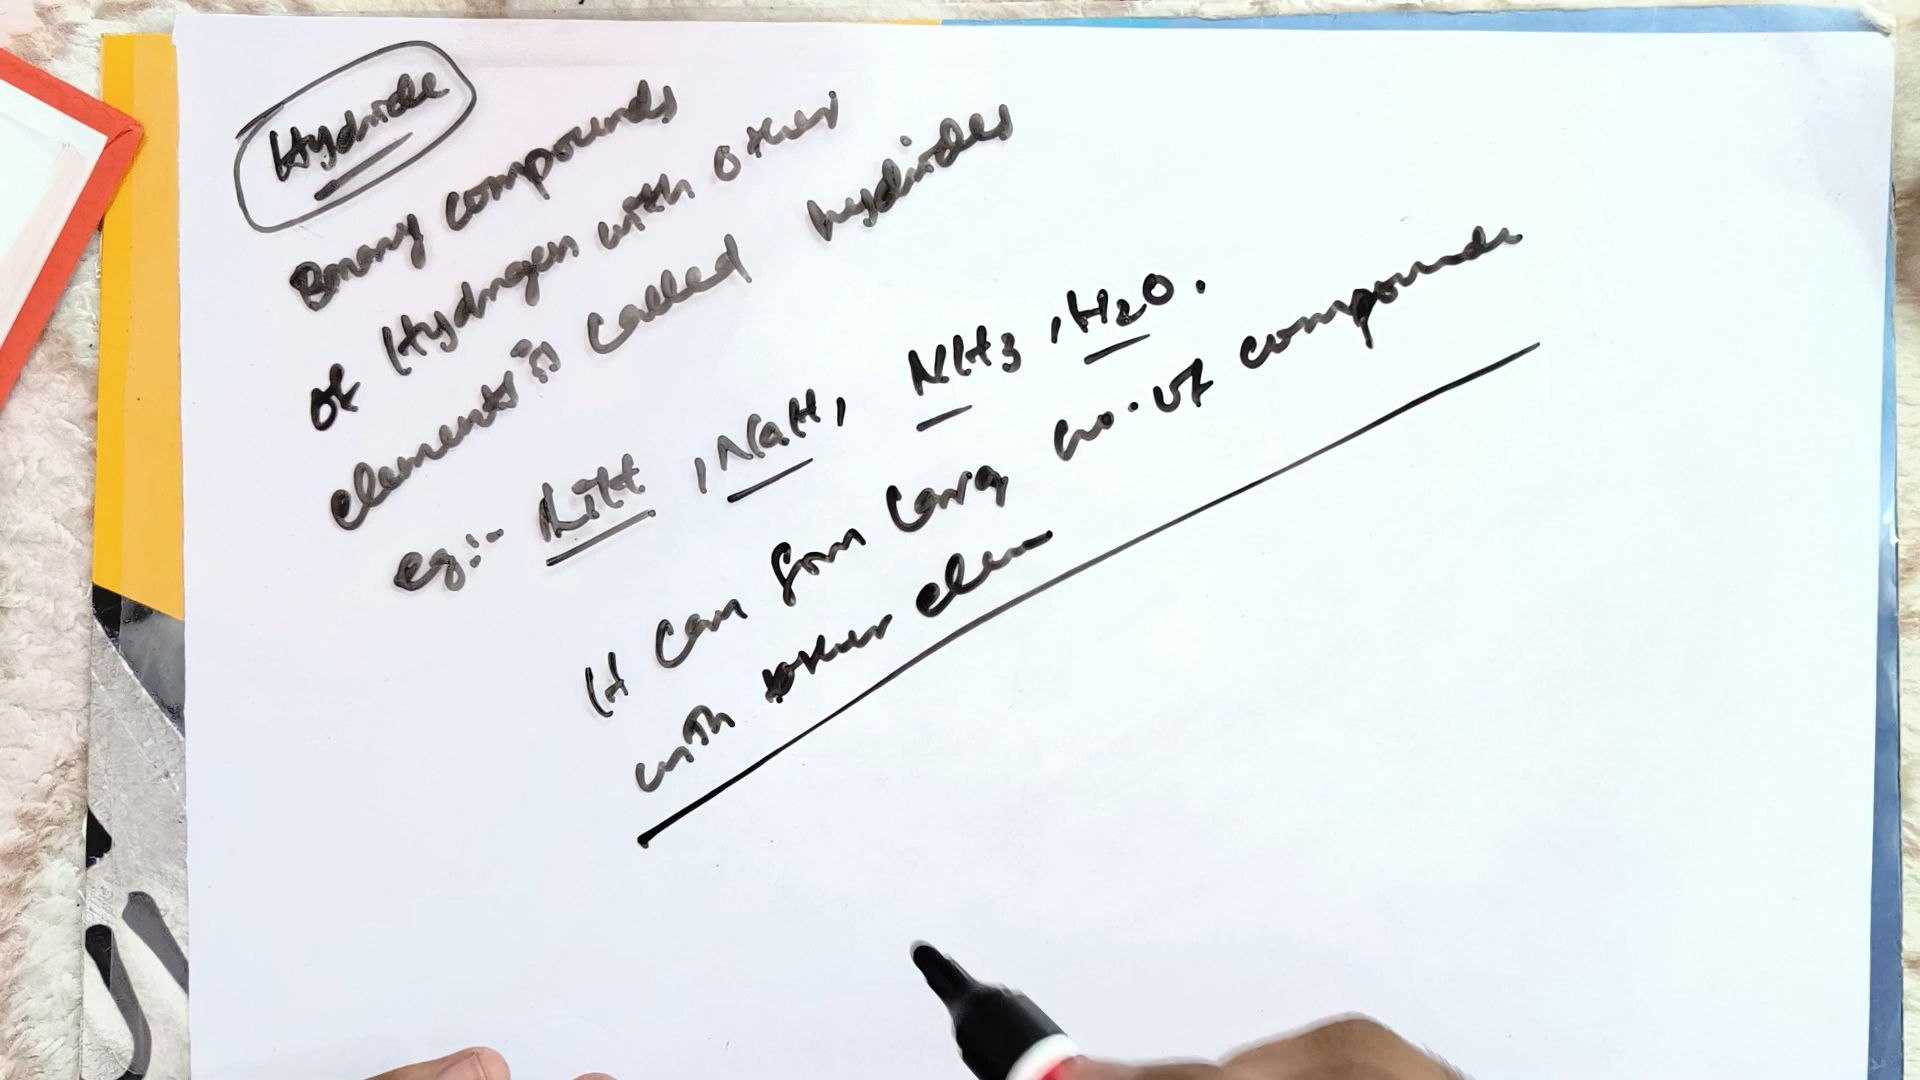 Hydride
Binary compounds
of Hydrogen with other
elements is called hydrides
eg:- LiH, NaH, NH3, H2O.
H can form large no. of compounds
with other elem